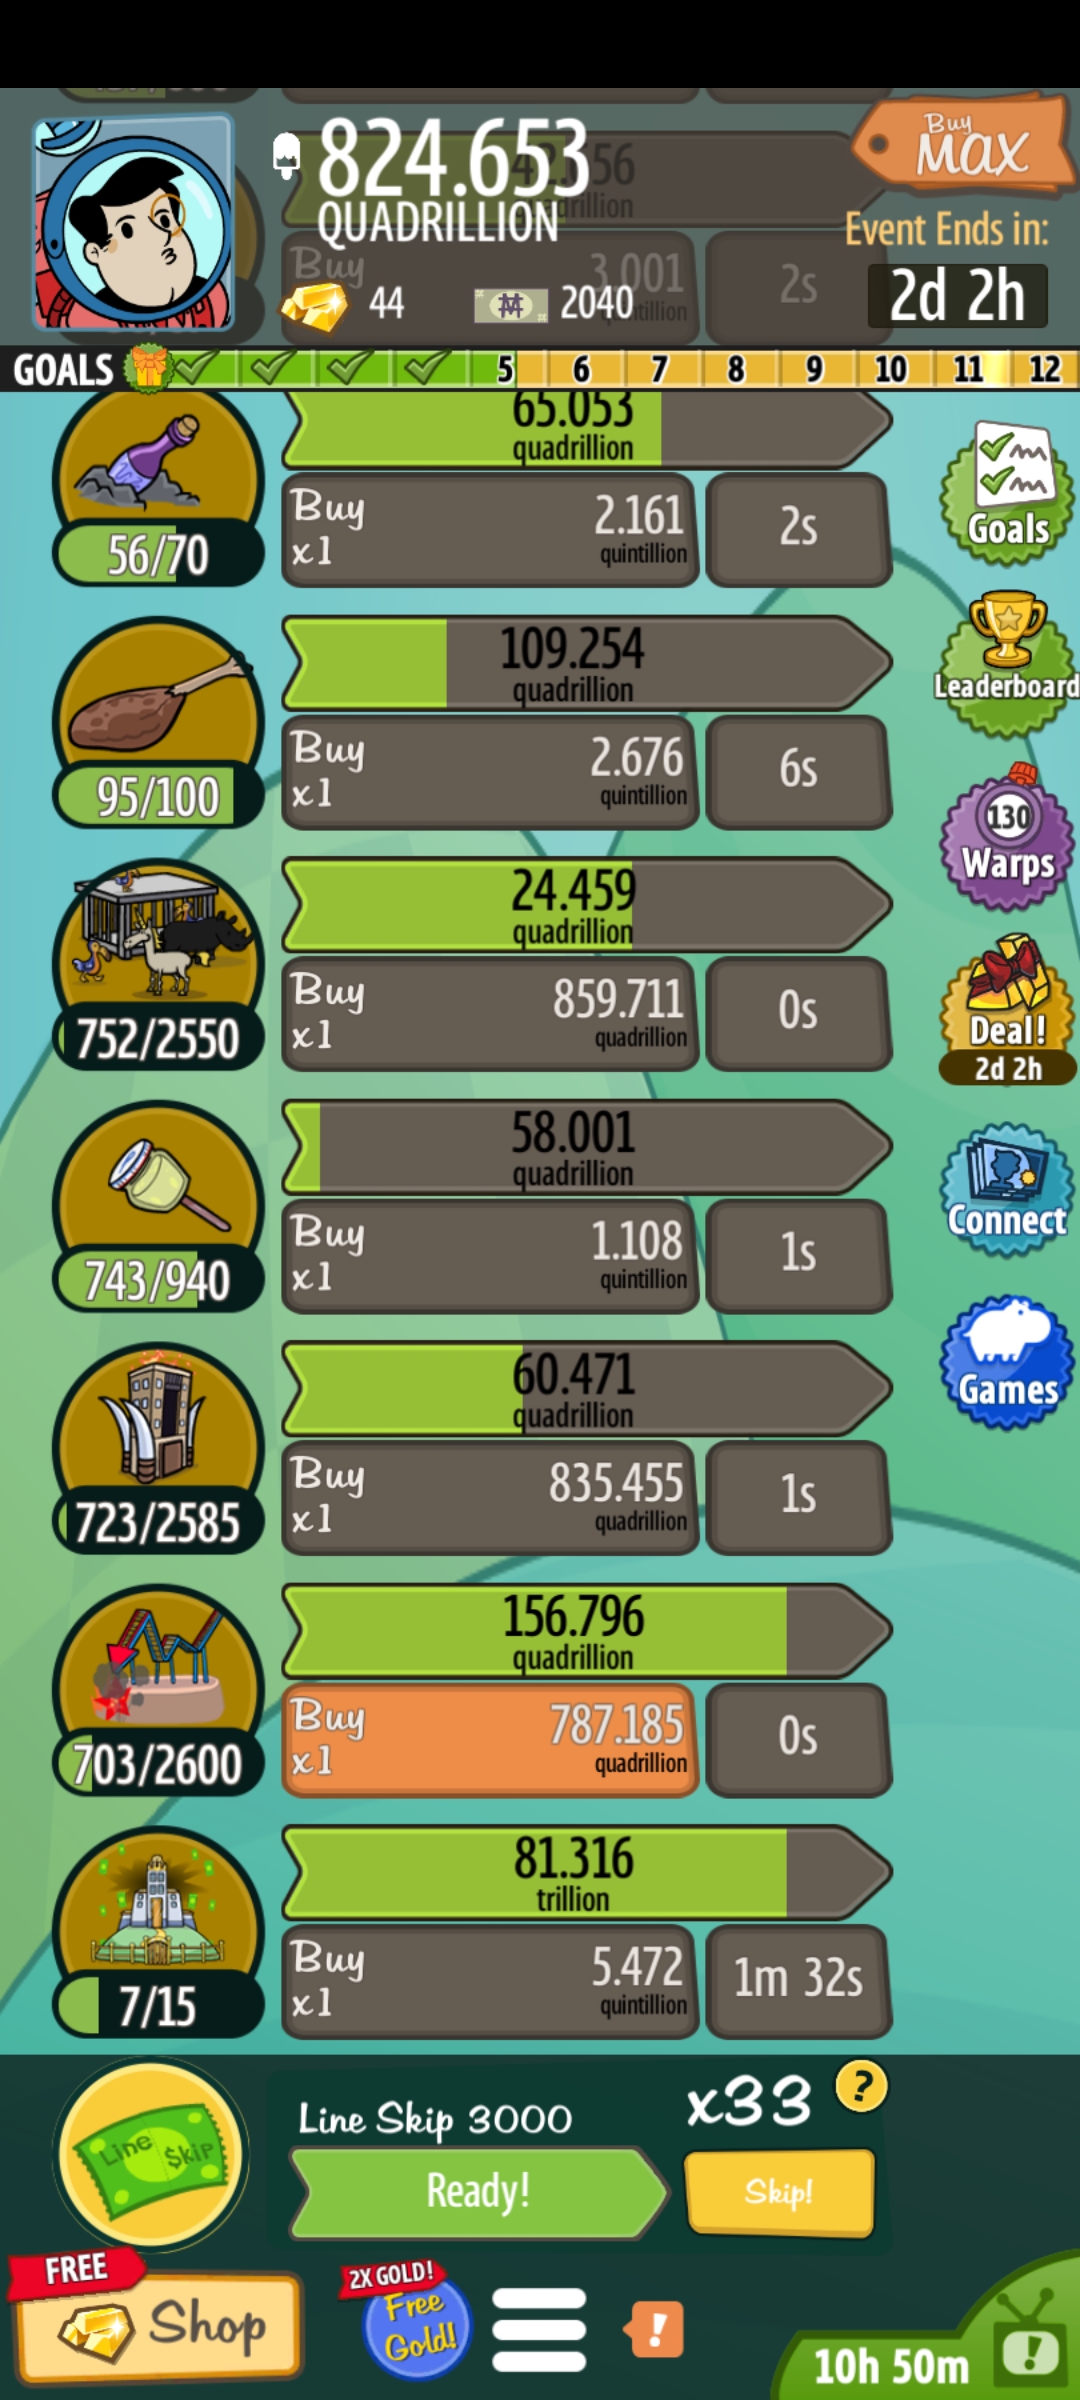 824.653
QUADRILLION
44
2040
Buy
MAX
Event Ends in:
2d 2h
Buy
3.001
2s
GOALS
5
6
7
8
9
10
11
12
65.053
quadrillion
56/70
Buy
x1
2.161
quintillion
2s
Goals
109.254
quadrillion
95/100
Buy
x1
2.676
quintillion
6s
Leaderboard
24.459
quadrillion
752/2550
Buy
x1
859.711
quadrillion
0s
130
Warps
Deal!
2d 2h
58.001
quadrillion
743/940
Buy
x1
1.108
quintillion
1s
Connect
60.471
quadrillion
723/2585
Buy
x1
835.455
quadrillion
1s
Games
156.796
quadrillion
703/2600
Buy
x1
787.185
quadrillion
0s
81.316
trillion
7/15
Buy
x1
5.472
quintillion
1m 32s
Line $kip
Line Skip 3000
Ready!
x33
?
Skip!
FREE
Shop
2X GOLD!
Free
Gold!
!
10h 50m
!